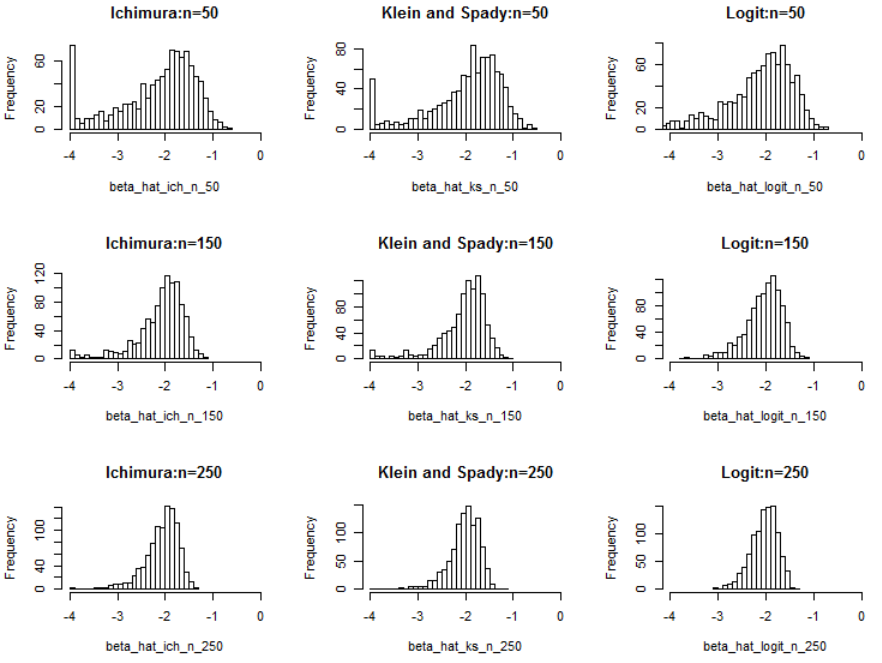 Ichimura:n=50
Frequency
0 20 60
-4 -3 -2 -1 0
beta_hat_ich_n_50
Klein and Spady:n=50
Frequency
0 40 80
-4 -3 -2 -1 0
beta_hat_ks_n_50
Logit:n=50
Frequency
0 20 60
-4 -3 -2 -1 0
beta_hat_logit_n_50
Ichimura:n=150
Frequency
0 40 80 120
-4 -3 -2 -1 0
beta_hat_ich_n_150
Klein and Spady:n=150
Frequency
0 40 80
-4 -3 -2 -1 0
beta_hat_ks_n_150
Logit:n=150
Frequency
0 40 80
-4 -3 -2 -1 0
beta_hat_logit_n_150
Ichimura:n=250
Frequency
0 40 100
-4 -3 -2 -1 0
beta_hat_ich_n_250
Klein and Spady:n=250
Frequency
0 50 100
-4 -3 -2 -1 0
beta_hat_ks_n_250
Logit:n=250
Frequency
0 50 100
-4 -3 -2 -1 0
beta_hat_logit_n_250